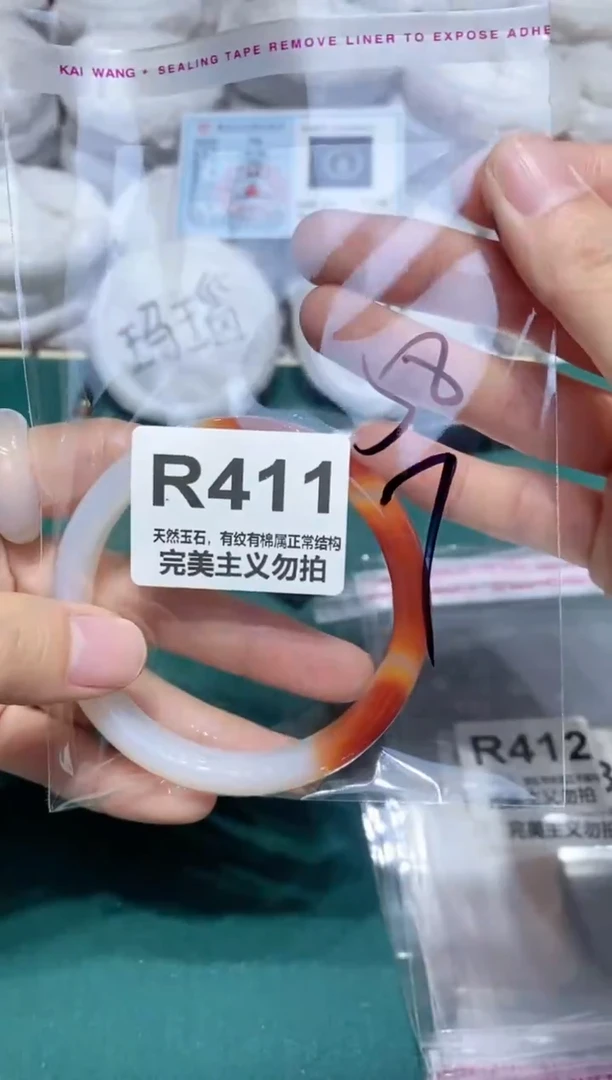 KAI WANG • SEALING TAPE REMOVE LINER TO EXPOSE ADHE
玛瑙
58
R411
天然玉石，有纹有棉属正常结构
完美主义勿拍
R412
完美主义勿拍